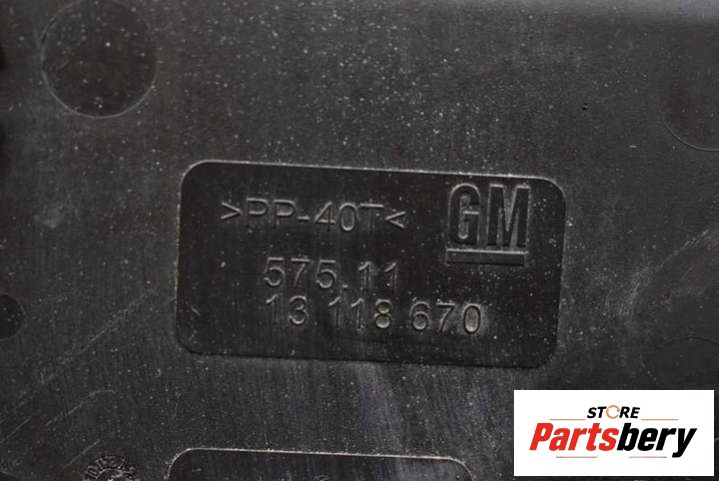 >PP-40T<
GM
575.11
13 118 670
STORE
Partsbery